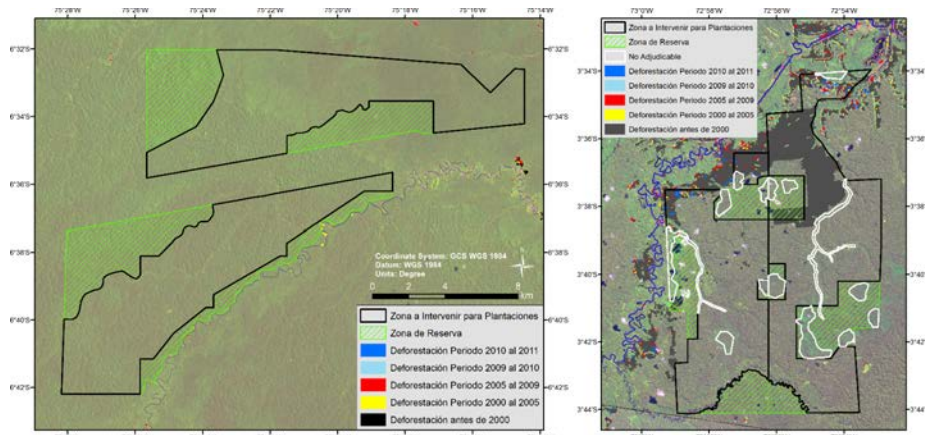 75°28'W 75°26'W 75°24'W 75°22'W 75°20'W 75°18'W 75°16'W 75°14'W
6°32'S
6°34'S
6°36'S
6°38'S
6°40'S
6°42'S
Coordinate System: GCS WGS 1984
Datum: WGS 1984
Units: Degree
0 2 4 8
km
Zona a Intervenir para Plantaciones
Zona de Reserva
Deforestación Periodo 2010 al 2011
Deforestación Periodo 2009 al 2010
Deforestación Periodo 2005 al 2009
Deforestación Periodo 2000 al 2005
Deforestación antes de 2000
73°0'W 72°58'W 72°56'W 72°54'W
Zona a Intervenir para Plantaciones
Zona de Reserva
No Adjudicable
Deforestación Periodo 2010 al 2011
Deforestación Periodo 2009 al 2010
Deforestación Periodo 2005 al 2009
Deforestación Periodo 2000 al 2005
Deforestación antes de 2000
3°34'S
3°36'S
3°38'S
3°40'S
3°42'S
3°44'S